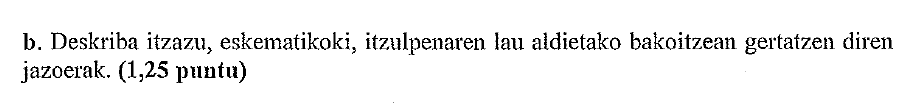 b. Deskriba itzazu, eskematikoki, itzulpenaren lau aldietako bakoitzean gertatzen diren
jazoerak. (1,25 puntu)